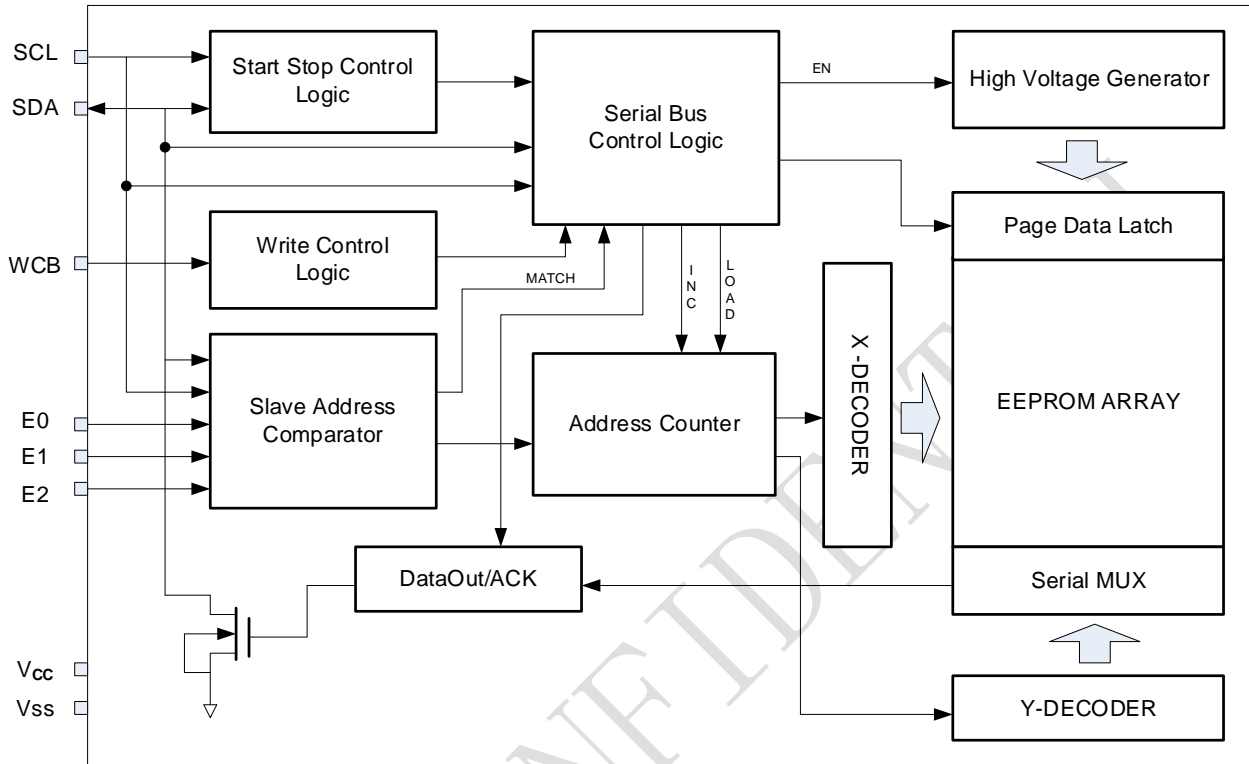 SCL
SDA
WCB
E0
E1
E2
Vcc
Vss
Start Stop Control
Logic
Serial Bus
Control Logic
EN
High Voltage Generator
Write Control
Logic
MATCH
INC
LOAD
Page Data Latch
X -DECODER
EEPROM ARRAY
Slave Address
Comparator
Address Counter
DataOut/ACK
Serial MUX
Y-DECODER